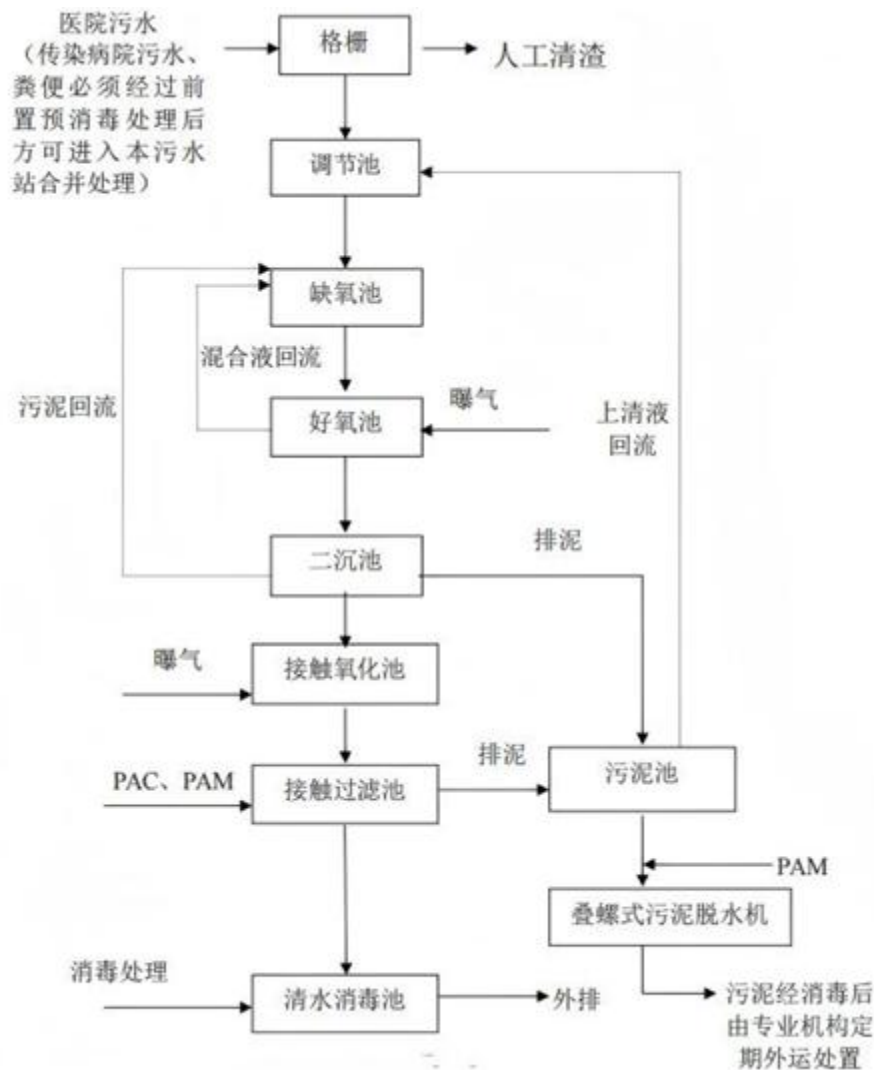 医院污水
（传染病院污水、
粪便必须经过前
置预消毒处理后
方可进入本污水
站合并处理）
格栅
人工清渣
调节池
缺氧池
混合液回流
污泥回流
好氧池
曝气
上清液
回流
二沉池
排泥
曝气
接触氧化池
PAC、PAM
接触过滤池
排泥
污泥池
PAM
叠螺式污泥脱水机
消毒处理
清水消毒池
外排
污泥经消毒后
由专业机构定
期外运处置